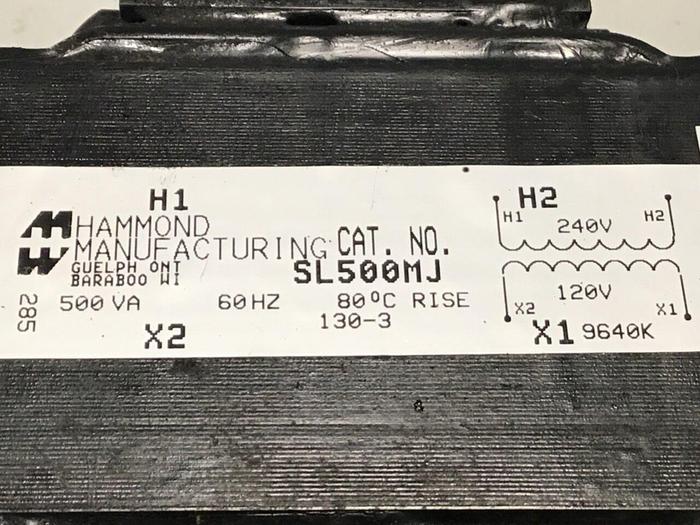 H1
HAMMOND
MANUFACTURING
GUELPH ONT
BARABOO WI
CAT. NO.
SL500MJ
500 VA 60 HZ 80°C RISE
130-3
285
X2
H2
H1 240V H2
X2 120V X1
X1 9640K
8